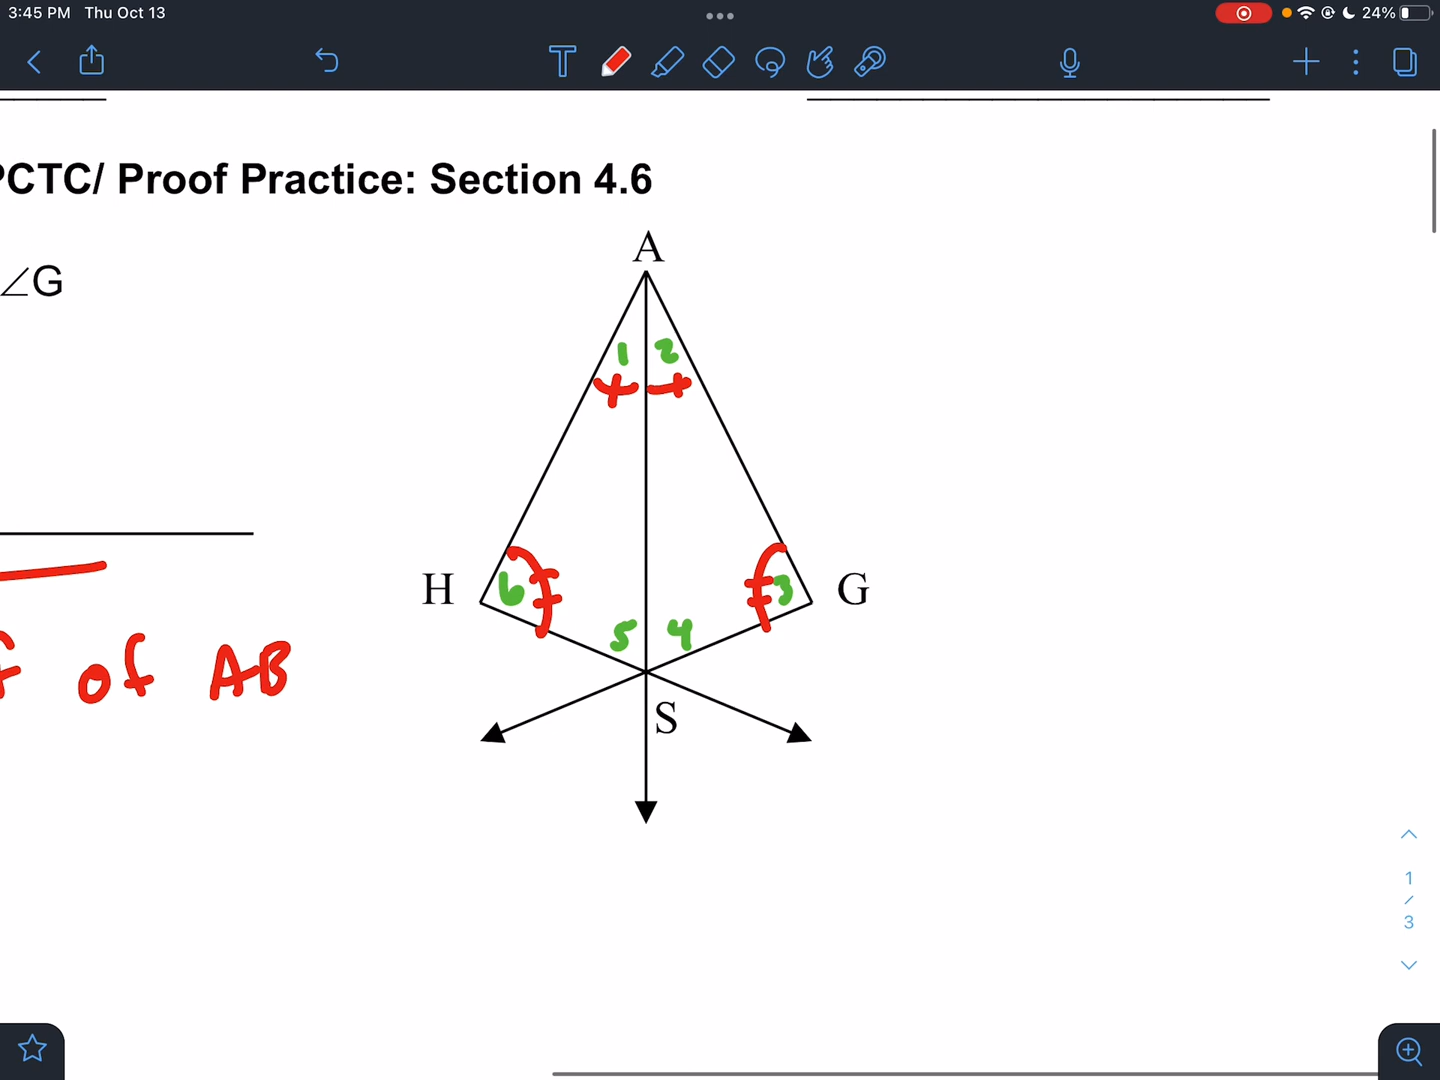 3:45 PM Thu Oct 13
24%
PCTC/ Proof Practice: Section 4.6
A
∠G
1 2
H 6 3 G
5 4
of AB
S
1
/
3